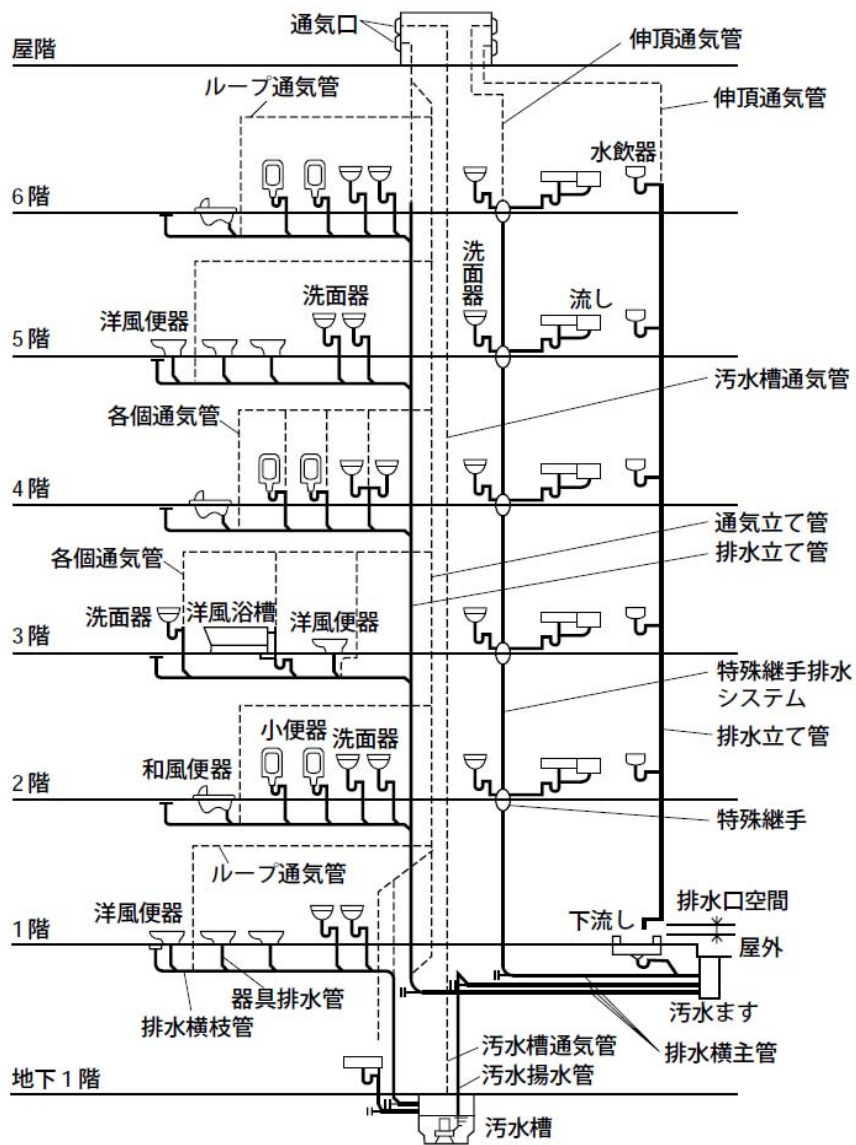 通気口
屋階
伸頂通気管
ループ通気管
伸頂通気管
水飲器
6階
洗面器
洗面器
流し
洋風便器
5階
汚水槽通気管
各個通気管
4階
通気立て管
排水立て管
各個通気管
洗面器
洋風浴槽
洋風便器
3階
特殊継手排水
システム
小便器
洗面器
排水立て管
和風便器
2階
特殊継手
ループ通気管
洋風便器
排水口空間
下流し
1階
屋外
器具排水管
排水横枝管
汚水ます
汚水槽通気管
排水横主管
汚水揚水管
地下1階
汚水槽